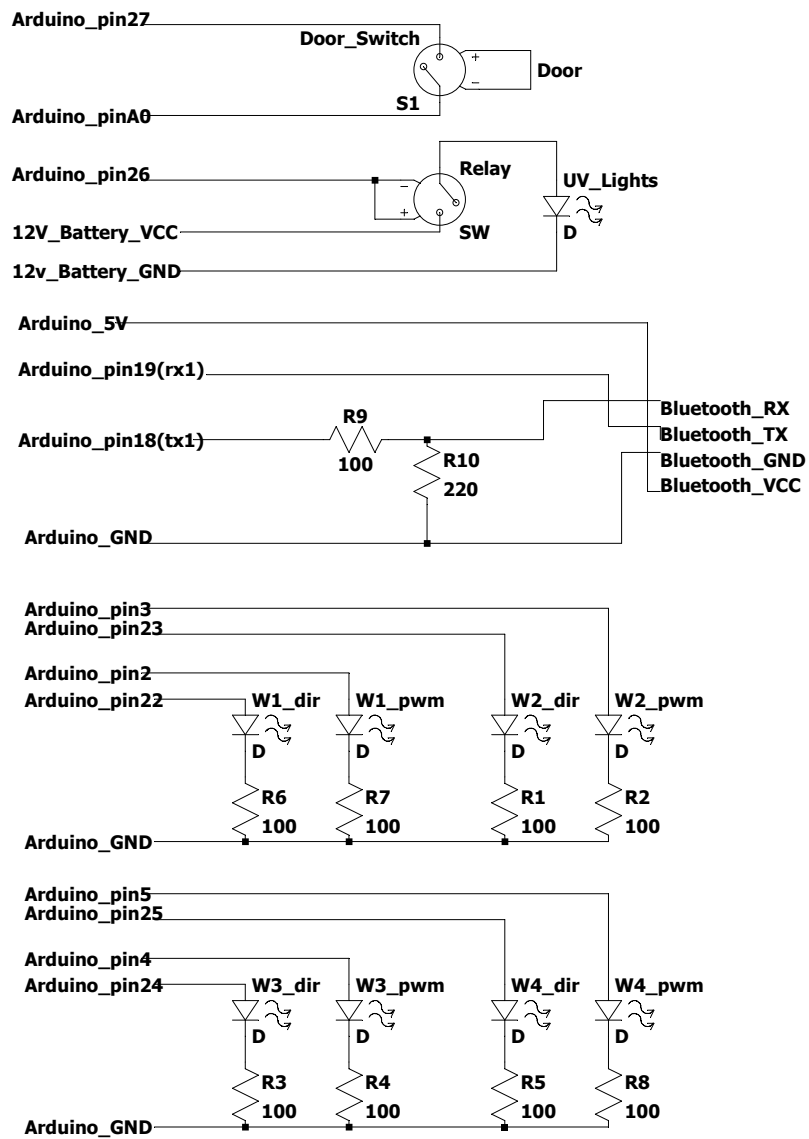 Arduino_pin27
Door_Switch
+
-
Door
S1
Arduino_pinA0
Relay
UV_Lights
Arduino_pin26
-
+
12V_Battery_VCC
SW
D
12v_Battery_GND
Arduino_5V
Arduino_pin19(rx1)
Bluetooth_RX
R9
Arduino_pin18(tx1)
Bluetooth_TX
100
R10
Bluetooth_GND
220
Bluetooth_VCC
Arduino_GND
Arduino_pin3
Arduino_pin23
Arduino_pin2
Arduino_pin22
W1_dir
W1_pwm
W2_dir
W2_pwm
D
D
D
D
R6
R7
R1
R2
100
100
100
100
Arduino_GND
Arduino_pin5
Arduino_pin25
Arduino_pin4
Arduino_pin24
W3_dir
W3_pwm
W4_dir
W4_pwm
D
D
D
D
R3
R4
R5
R8
100
100
100
100
Arduino_GND